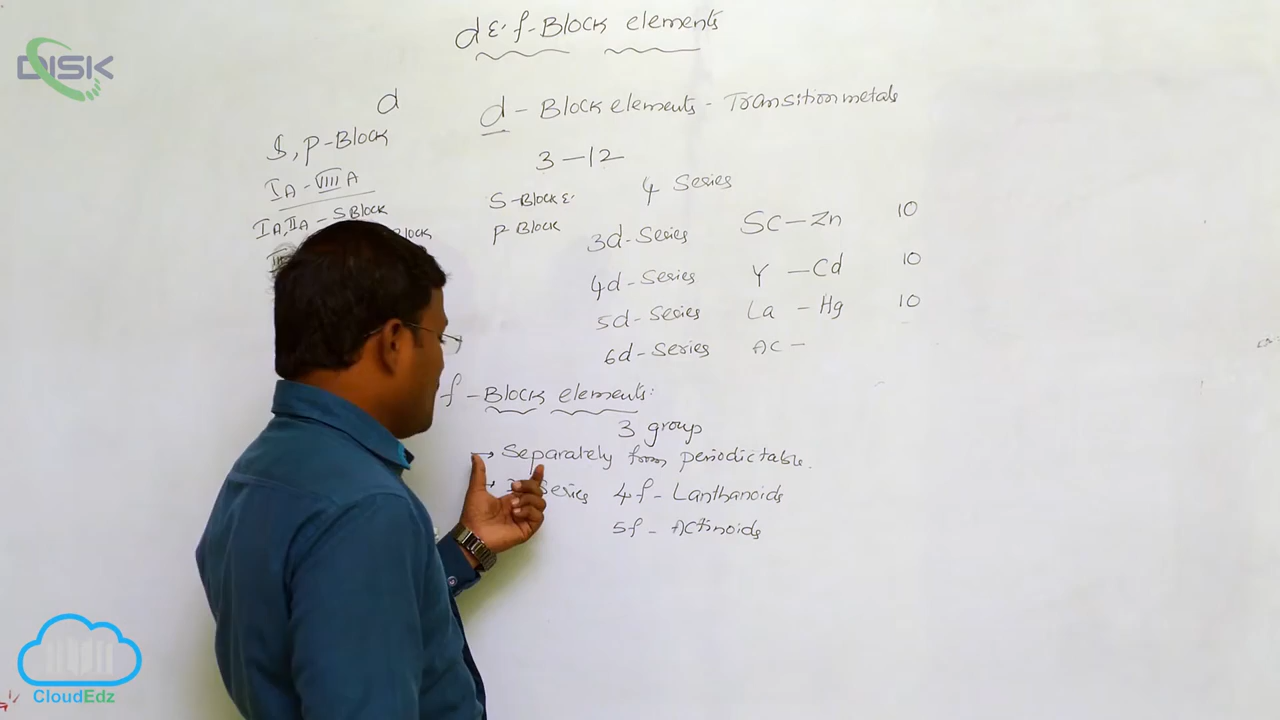 DISK
d & f-Block elements
d
d - Block elements - Transition metals
S, p-Block
3 - 12
IA - VIII A
S-Block &
4 Series
IA, IIA - S Block
p Block
Block
3d-Series Sc - Zn 10
4d-Series Y - Cd 10
5d-Series La - Hg 10
6d-Series AC -
f - Block elements:
3 group
→ Separately from periodic table.
Series 4f - Lanthanoids
5f - Actinoids
CloudEdz